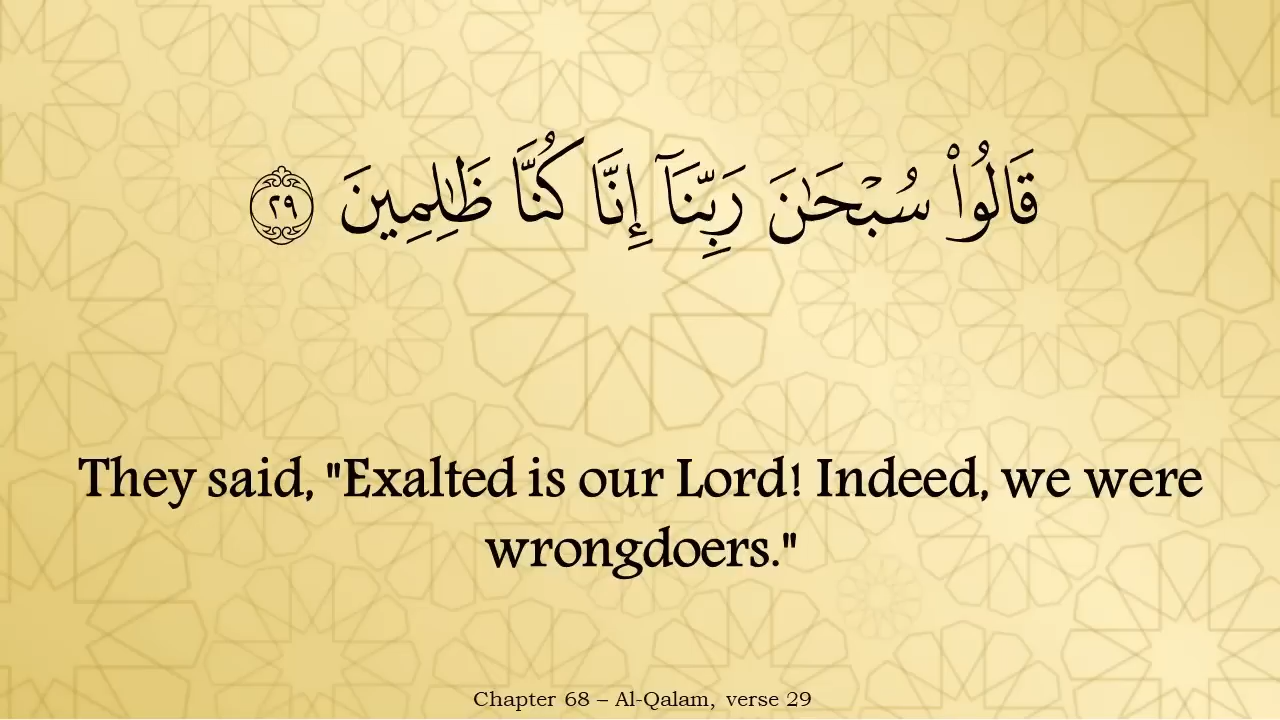 قَالُوا۟ سُبْحَـٰنَ رَبِّنَآ إِنَّا كُنَّا ظَـٰلِمِينَ ٢٩
They said, "Exalted is our Lord! Indeed, we were
wrongdoers."
Chapter 68 – Al-Qalam, verse 29